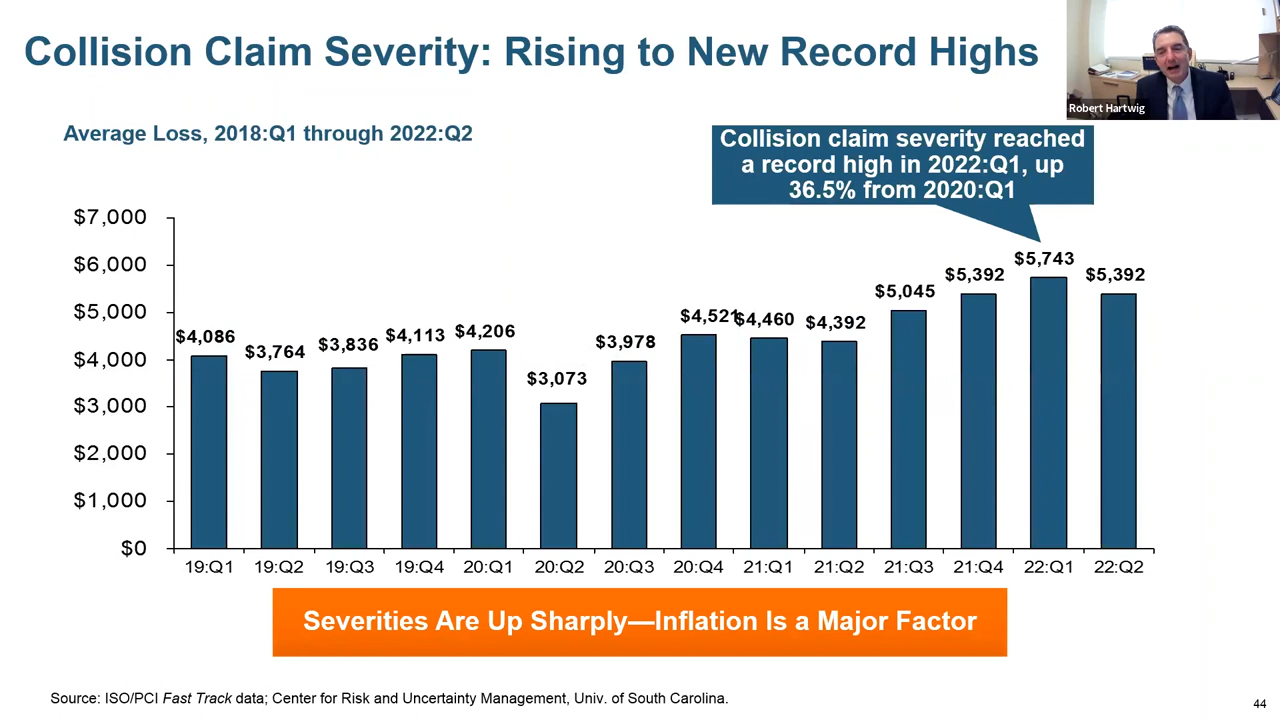 Collision Claim Severity: Rising to New Record Highs
Robert Hartwig
Average Loss, 2018:Q1 through 2022:Q2
Collision claim severity reached
a record high in 2022:Q1, up
36.5% from 2020:Q1
$7,000
$6,000
$5,000
$4,000
$3,000
$2,000
$1,000
$0
$4,086
$3,764
$3,836
$4,113
$4,206
$3,073
$3,978
$4,521
$4,460
$4,392
$5,045
$5,392
$5,743
$5,392
19:Q1 19:Q2 19:Q3 19:Q4 20:Q1 20:Q2 20:Q3 20:Q4 21:Q1 21:Q2 21:Q3 21:Q4 22:Q1 22:Q2
Severities Are Up Sharply—Inflation Is a Major Factor
Source: ISO/PCI Fast Track data; Center for Risk and Uncertainty Management, Univ. of South Carolina.
44